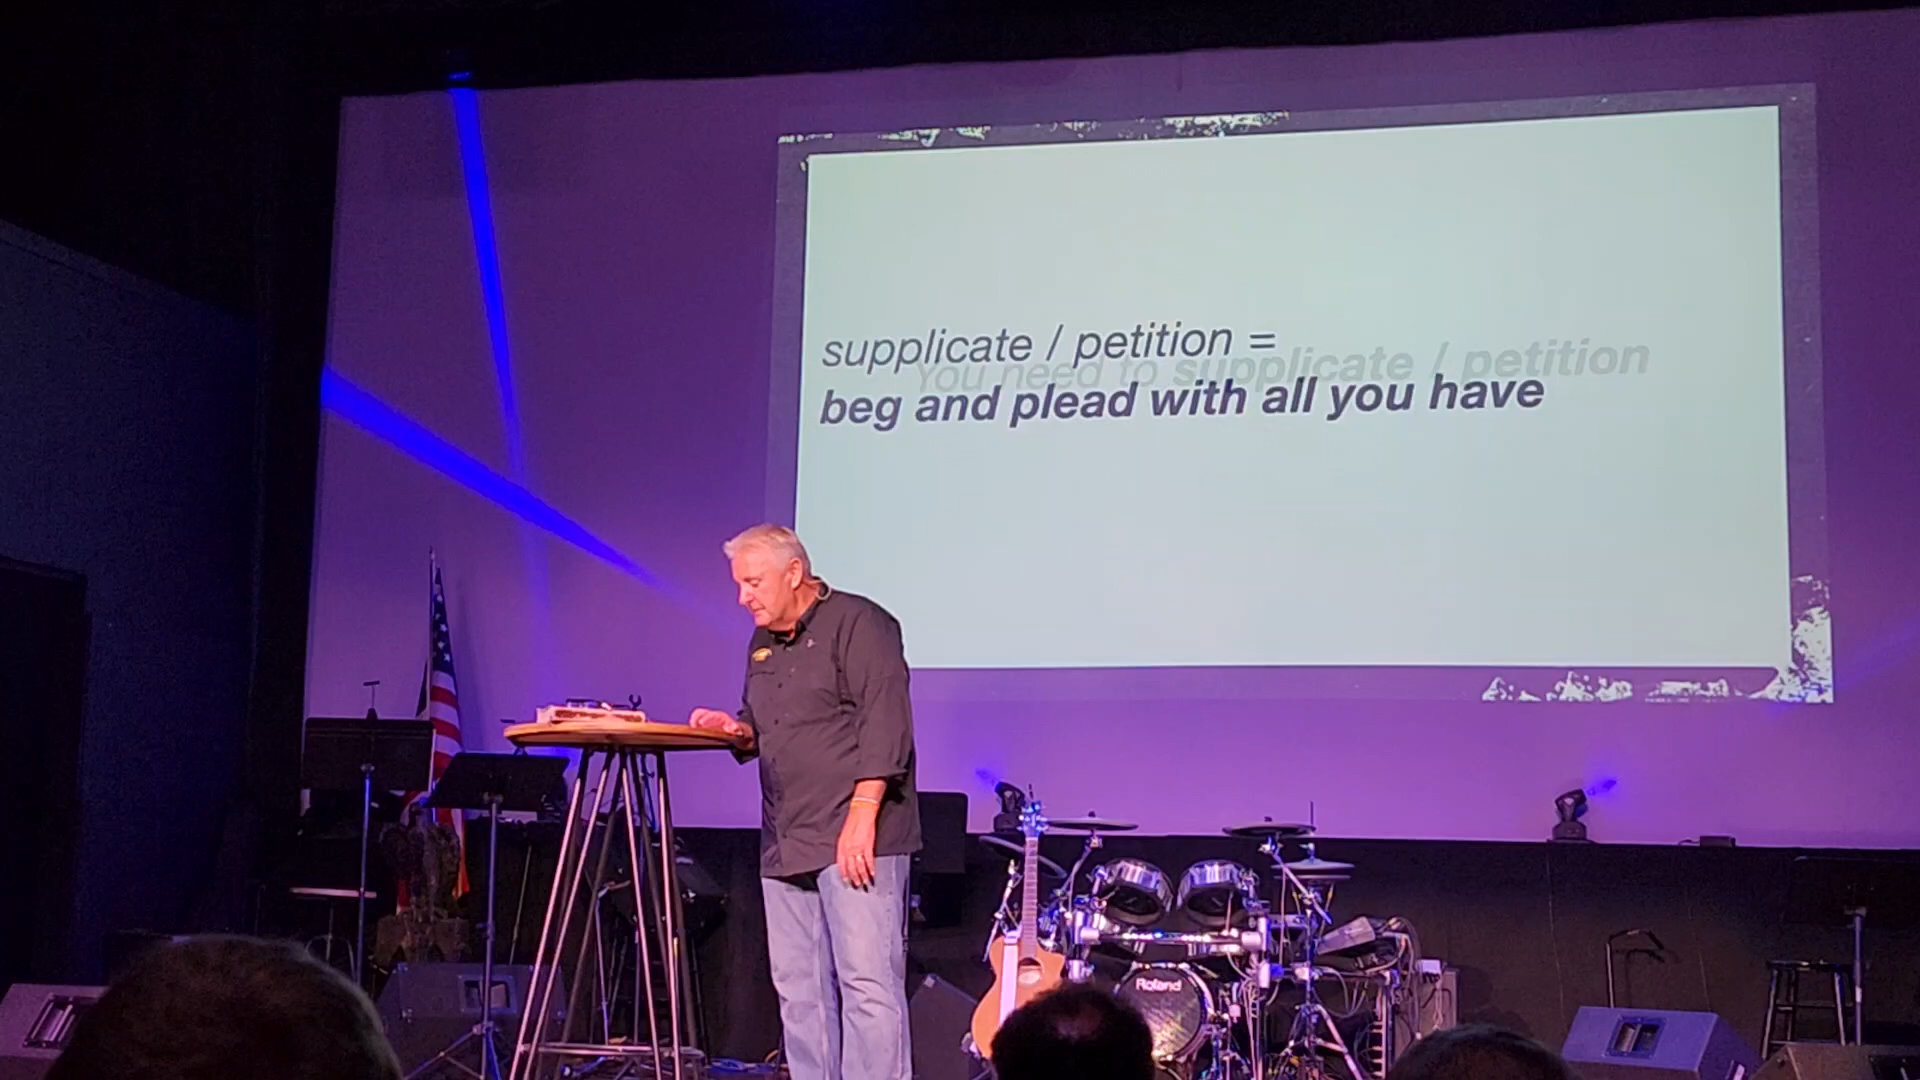 supplicate / petition =
You need to supplicate / petition
beg and plead with all you have
Roland